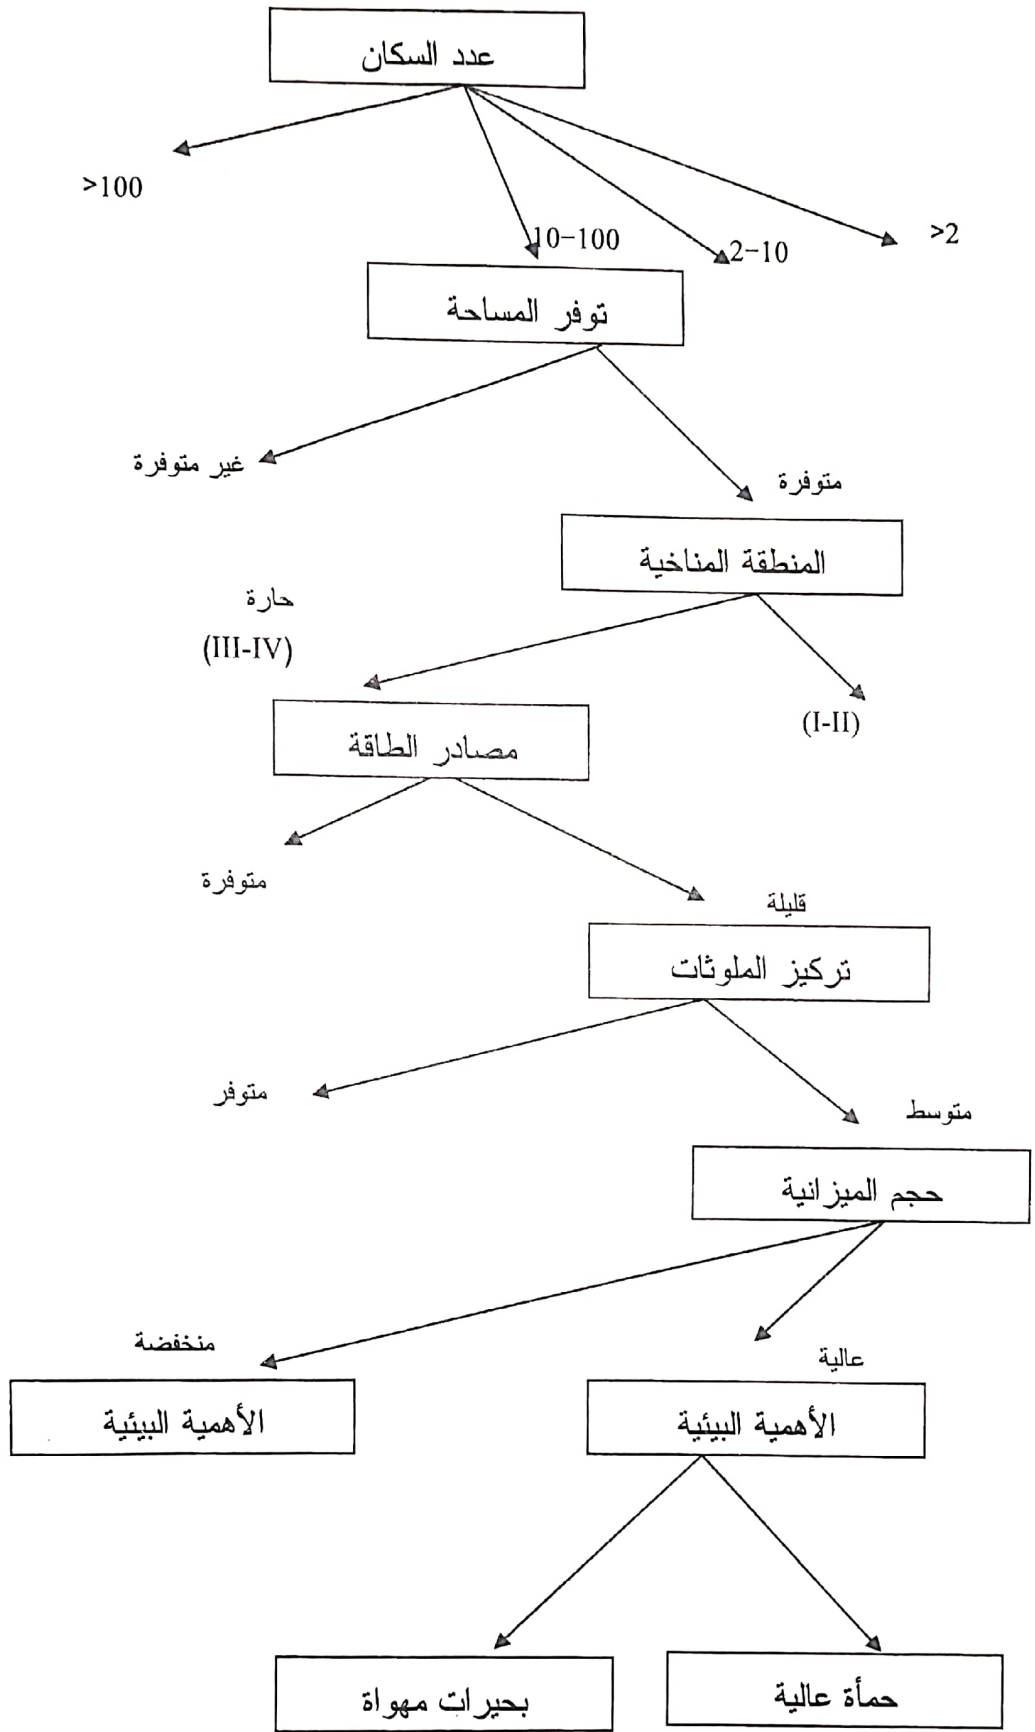 عدد السكان
>100
10-100
2-10
>2
توفر المساحة
غير متوفرة
متوفرة
المنطقة المناخية
حارة
(III-IV)
(I-II)
مصادر الطاقة
متوفرة
قليلة
تركيز الملوثات
متوفر
متوسط
حجم الميزانية
منخفضة
عالية
الأهمية البيئية
الأهمية البيئية
بحيرات مهواة
حمأة عالية